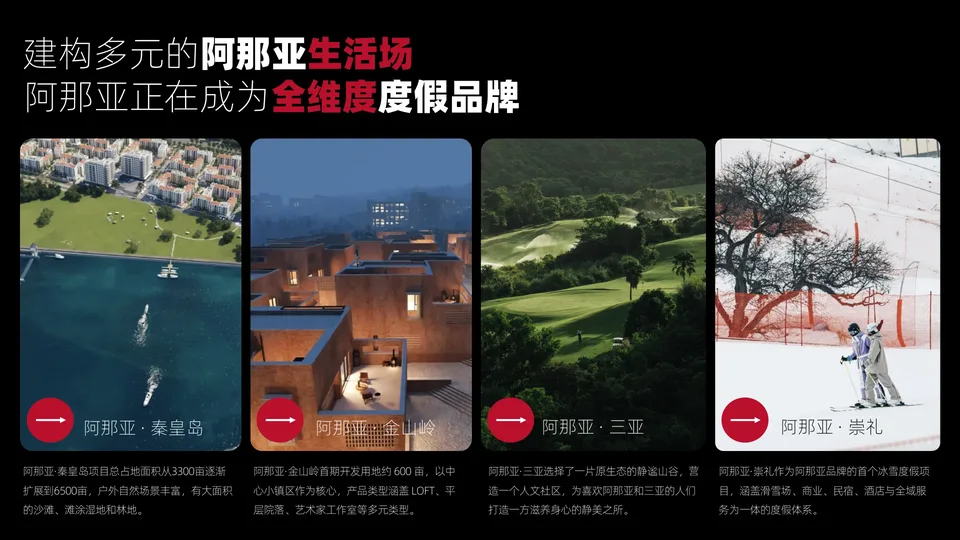 建构多元的阿那亚生活场
阿那亚正在成为全维度度假品牌
阿那亚 · 秦皇岛
阿那亚·秦皇岛项目总占地面积从3300亩逐渐
扩展到6500亩，户外自然场景丰富，有大面积
的沙滩、滩涂湿地和林地。
阿那亚 · 金山岭
阿那亚·金山岭首期开发用地约 600 亩，以中
心小镇区作为核心，产品类型涵盖 LOFT、平
层院落、艺术家工作室等多元类型。
阿那亚 · 三亚
阿那亚·三亚选择了一片原生态的静谧山谷，营
造一个人文社区，为喜欢阿那亚和三亚的人们
打造一方滋养身心的静美之所。
阿那亚 · 崇礼
阿那亚·崇礼作为阿那亚品牌的首个冰雪度假项
目，涵盖滑雪场、商业、民宿、酒店与全域服
务为一体的度假体系。